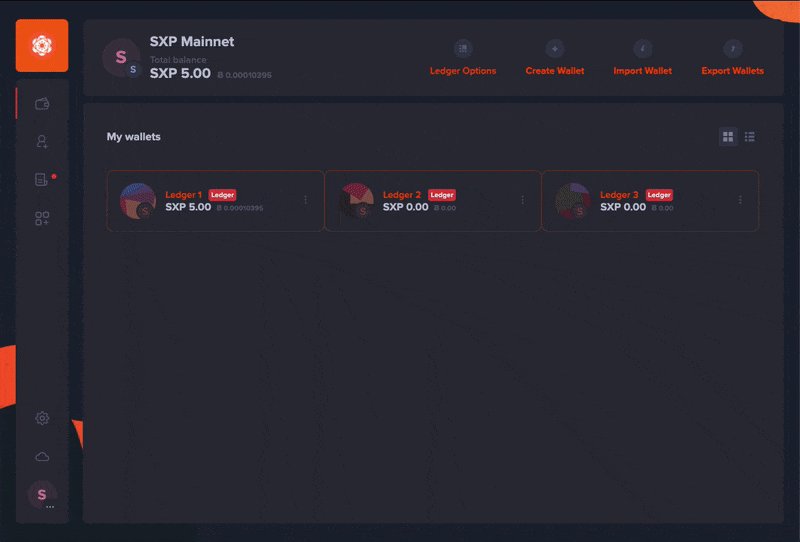 SXP Mainnet
Total balance
SXP 5.00 Ƀ 0.00010395
Ledger Options
Create Wallet
Import Wallet
Export Wallets
My wallets
Ledger 1 Ledger
SXP 5.00 Ƀ 0.00010395
Ledger 2 Ledger
SXP 0.00 Ƀ 0.00
Ledger 3 Ledger
SXP 0.00 Ƀ 0.00
S
S
S
S
S
S